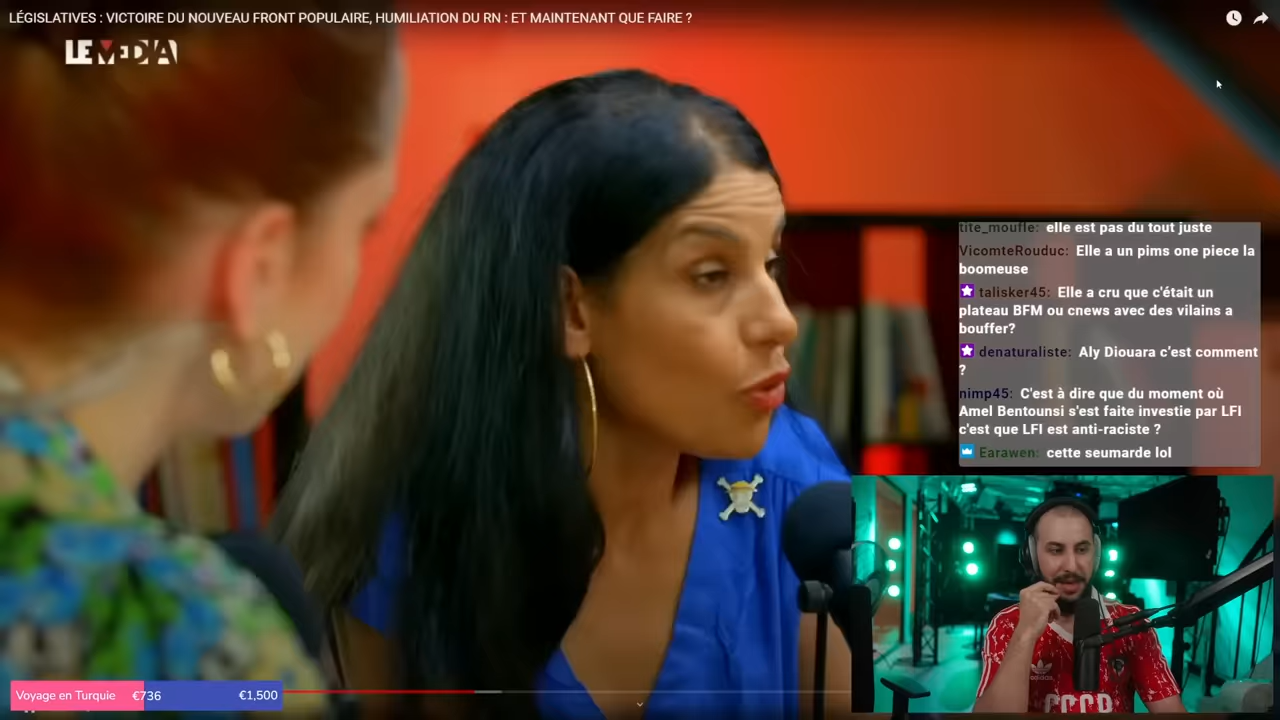 LÉGISLATIVES : VICTOIRE DU NOUVEAU FRONT POPULAIRE, HUMILIATION DU RN : ET MAINTENANT QUE FAIRE ?
LE MEDIA
tite_moufle: elle est pas du tout juste
VicomteRouduc: Elle a un pims one piece la
boomeuse
talisker45: Elle a cru que c'était un
plateau BFM ou cnews avec des vilains a
bouffer?
denaturaliste: Aly Diouara c'est comment
?
nimp45: C'est à dire que du moment où
Amel Bentounsi s'est faite investie par LFI
c'est que LFI est anti-raciste ?
Earawen: cette seumarde lol
adidas
CCCP
Voyage en Turquie €736 €1,500